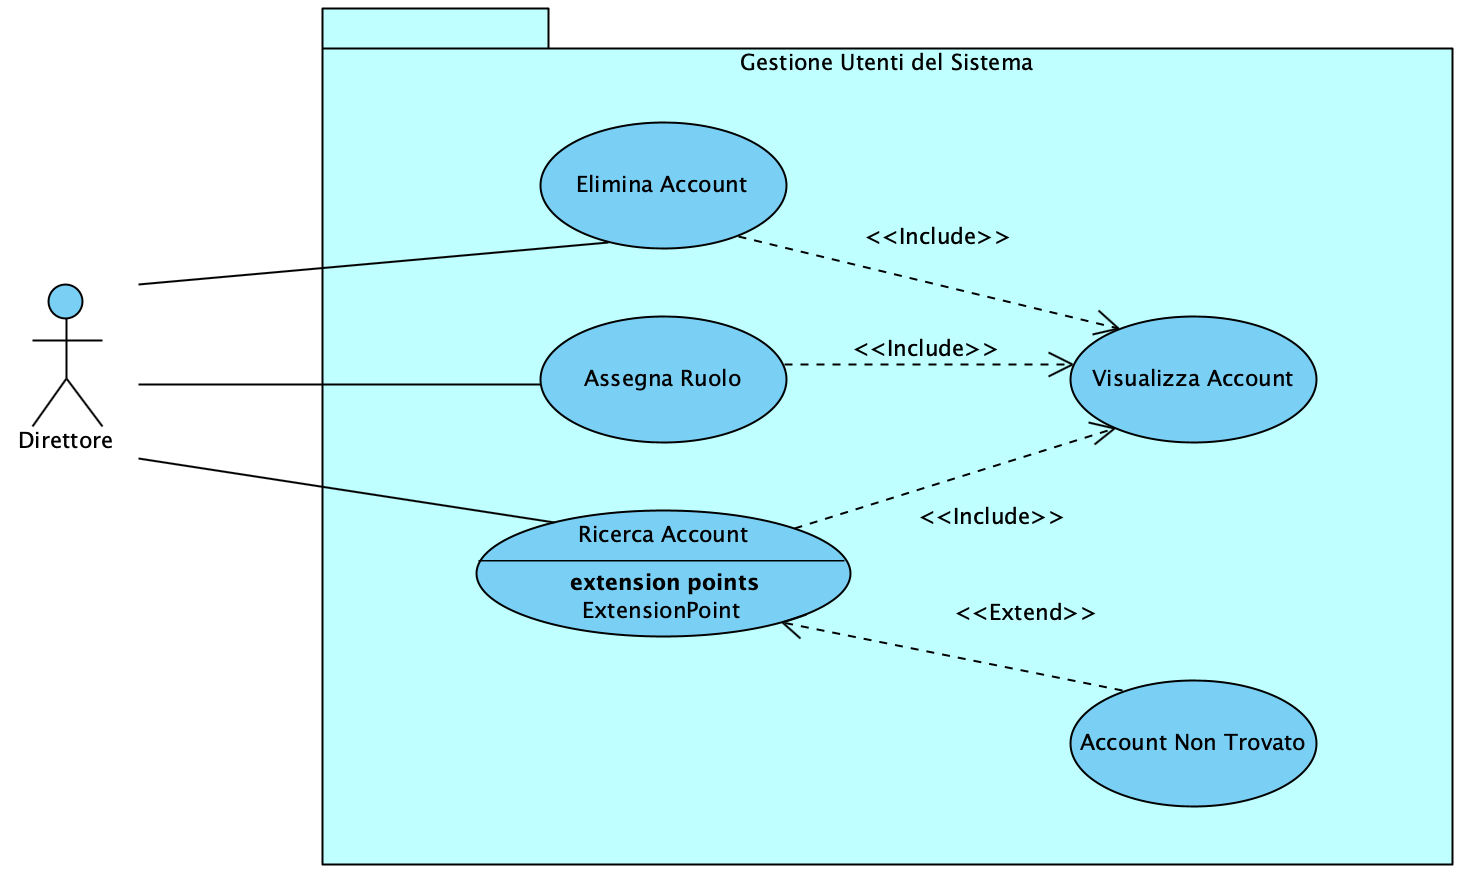 Gestione Utenti del Sistema
Elimina Account
<<Include>>
<<Include>>
Assegna Ruolo
Visualizza Account
Direttore
<<Include>>
Ricerca Account
extension points
ExtensionPoint
<<Extend>>
Account Non Trovato